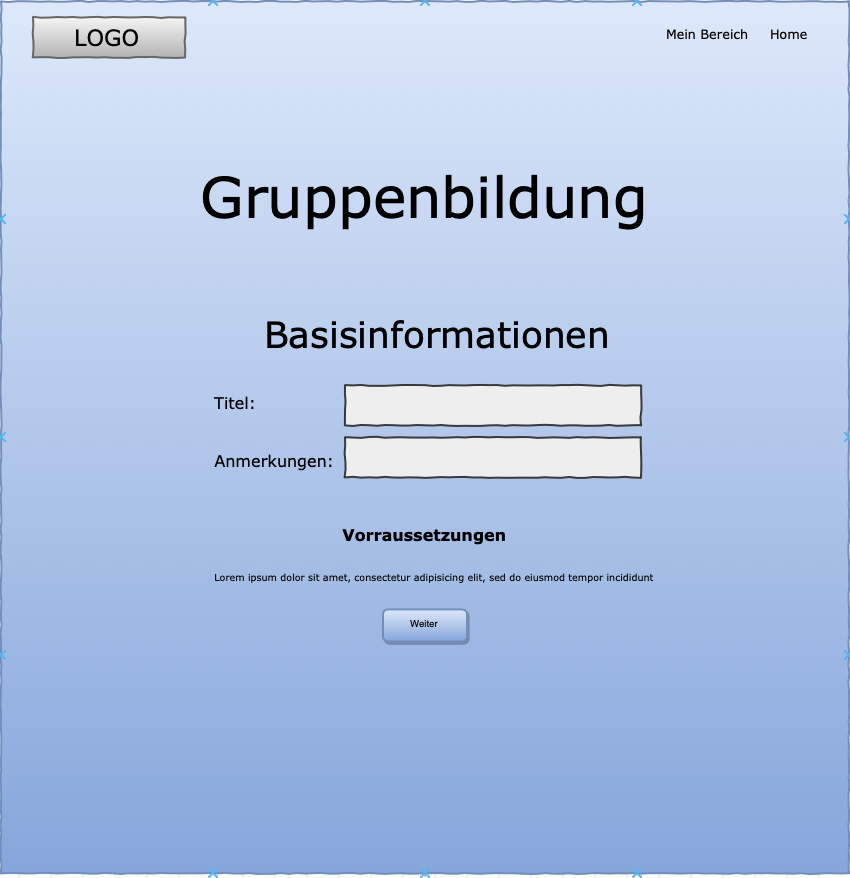 LOGO
Mein Bereich Home
Gruppenbildung
Basisinformationen
Titel:
Anmerkungen:
Vorraussetzungen
Lorem ipsum dolor sit amet, consectetur adipisicing elit, sed do eiusmod tempor incididunt
Weiter